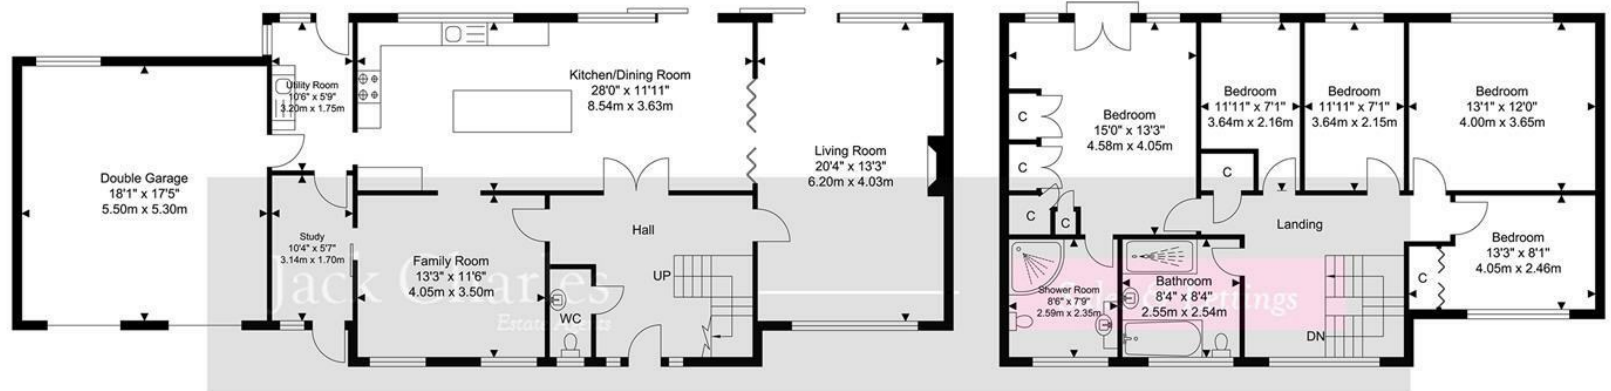 Utility Room
10'6" x 5'9"
3.20m x 1.75m
Kitchen/Dining Room
28'0" x 11'11"
8.54m x 3.63m
Living Room
20'4" x 13'3"
6.20m x 4.03m
Double Garage
18'1" x 17'5"
5.50m x 5.30m
Study
10'4" x 5'7"
3.14m x 1.70m
Family Room
13'3" x 11'6"
4.05m x 3.50m
Hall
UP
WC
Jack Charles
Estate Agents
Bedroom
15'0" x 13'3"
4.58m x 4.05m
Bedroom
11'11" x 7'1"
3.64m x 2.16m
Bedroom
11'11" x 7'1"
3.64m x 2.15m
Bedroom
13'1" x 12'0"
4.00m x 3.65m
C
C
C
C
C
Landing
Bedroom
13'3" x 8'1"
4.05m x 2.46m
C
Shower Room
8'6" x 7'9"
2.59m x 2.35m
Bathroom
8'4" x 8'4"
2.55m x 2.54m
DN